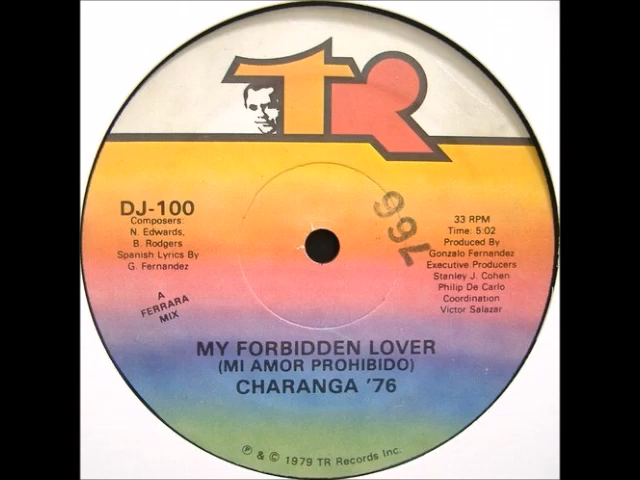 TR
DJ-100
Composers:
N. Edwards,
B. Rodgers
Spanish Lyrics By
G. Fernandez
A
FERRARA
MIX
766
33 RPM
Time: 5:02
Produced By
Gonzalo Fernandez
Executive Producers
Stanley J. Cohen
Philip De Carlo
Coordination
Victor Salazar
MY FORBIDDEN LOVER
(MI AMOR PROHIBIDO)
CHARANGA '76
℗ & © 1979 TR Records Inc.